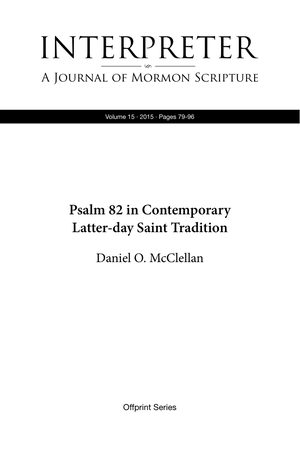 INTERPRETER
A Journal of Mormon Scripture
Volume 15 · 2015 · Pages 79-96
Psalm 82 in Contemporary
Latter-day Saint Tradition
Daniel O. McClellan
Offprint Series